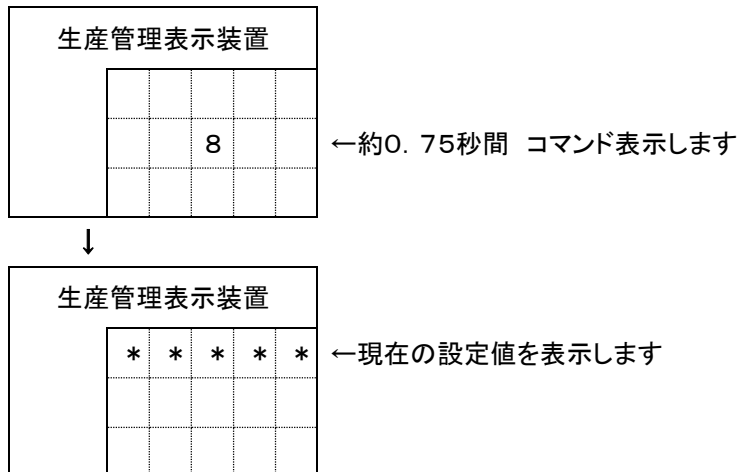 生産管理表示装置
8
←約0.75秒間 コマンド表示します
↓
生産管理表示装置
* * * * *
←現在の設定値を表示します